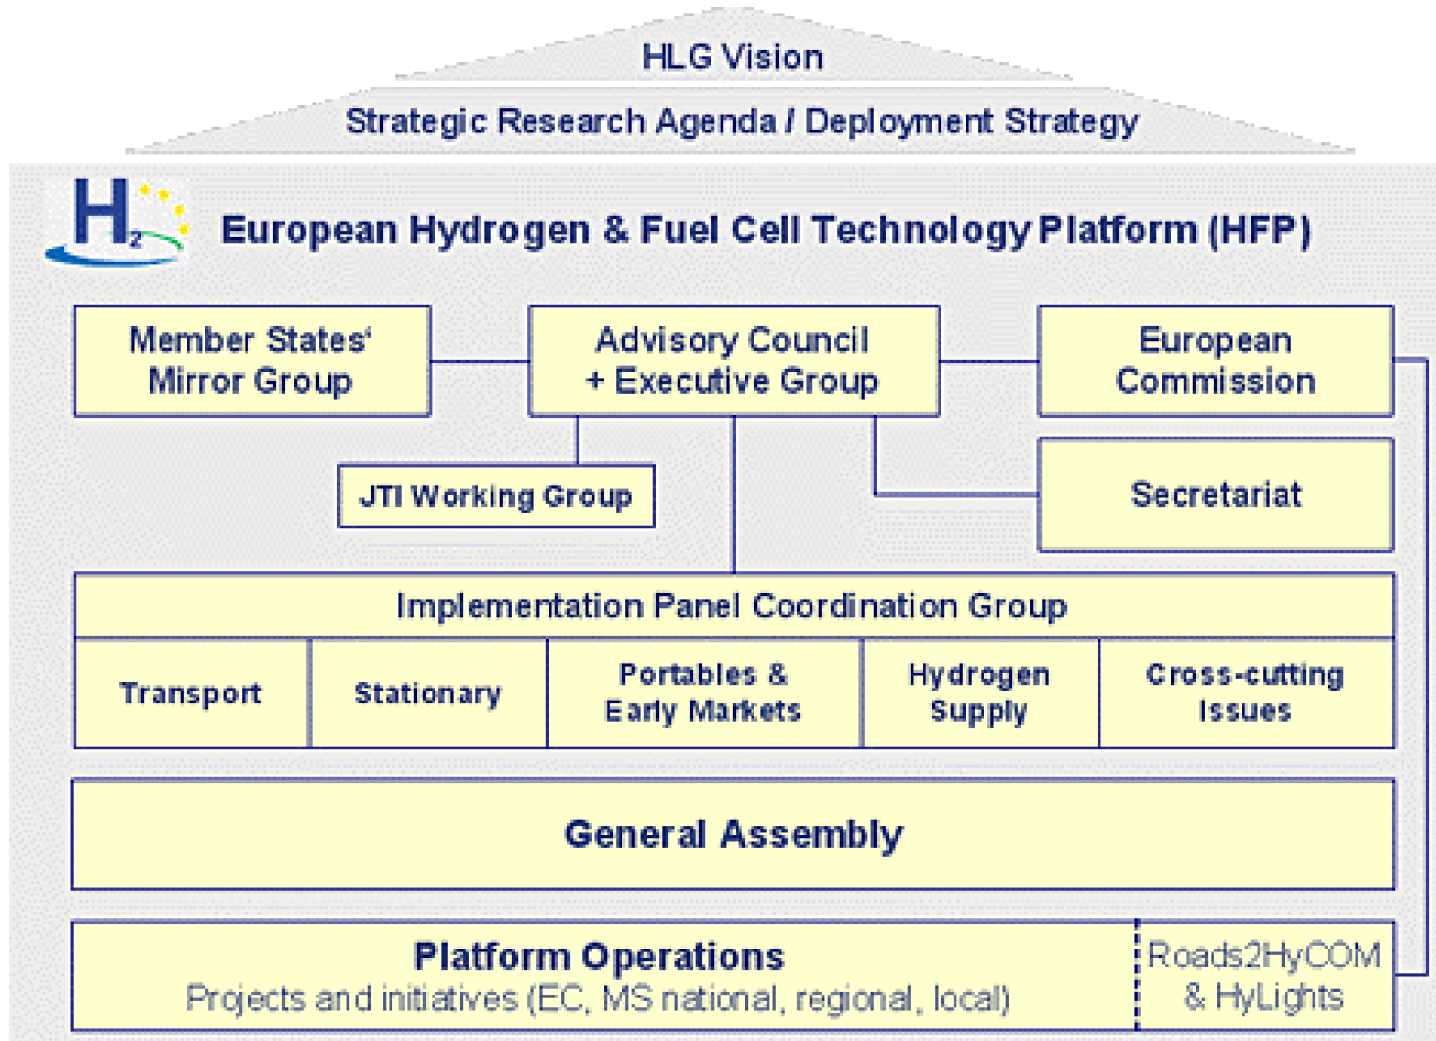 HLG Vision
Strategic Research Agenda / Deployment Strategy
H2
European Hydrogen & Fuel Cell Technology Platform (HFP)
Member States‘
Mirror Group
Advisory Council
+ Executive Group
European
Commission
JTI Working Group
Secretariat
Implementation Panel Coordination Group
Transport
Stationary
Portables &
Early Markets
Hydrogen
Supply
Cross-cutting
Issues
General Assembly
Platform Operations
Projects and initiatives (EC, MS national, regional, local)
Roads2HyCOM
& HyLights